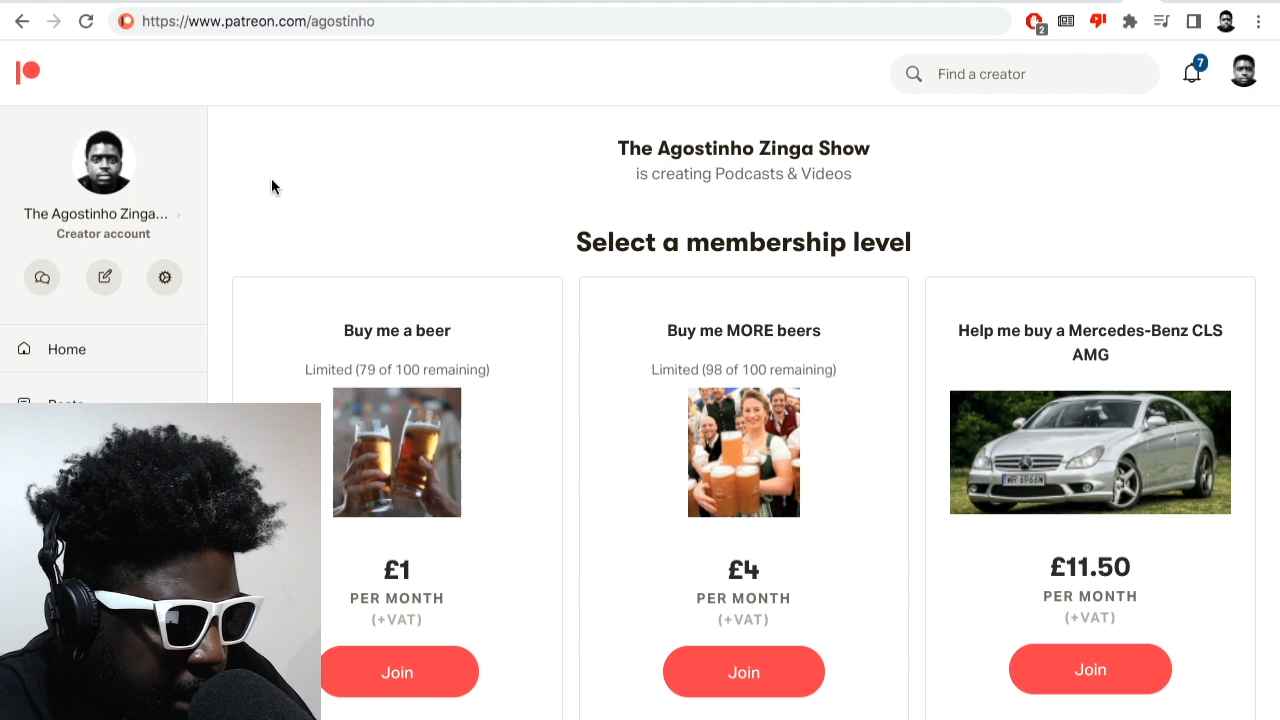 https://www.patreon.com/agostinho
2
Find a creator
7
The Agostinho Zinga...
Creator account
Home
The Agostinho Zinga Show
is creating Podcasts & Videos
Select a membership level
Buy me a beer
Limited (79 of 100 remaining)
£1
PER MONTH
(+VAT)
Join
Buy me MORE beers
Limited (98 of 100 remaining)
£4
PER MONTH
(+VAT)
Join
Help me buy a Mercedes-Benz CLS
AMG
£11.50
PER MONTH
(+VAT)
Join